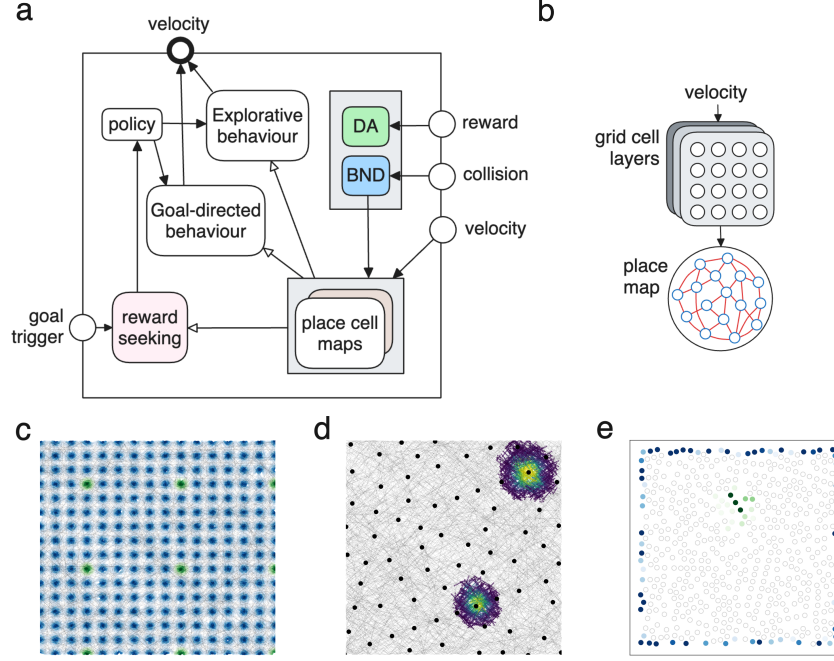 a
velocity
policy
Explorative
behaviour
DA
BND
reward
collision
velocity
Goal-directed
behaviour
goal
trigger
reward
seeking
place cell
maps
b
velocity
grid cell
layers
place
map
c
d
e